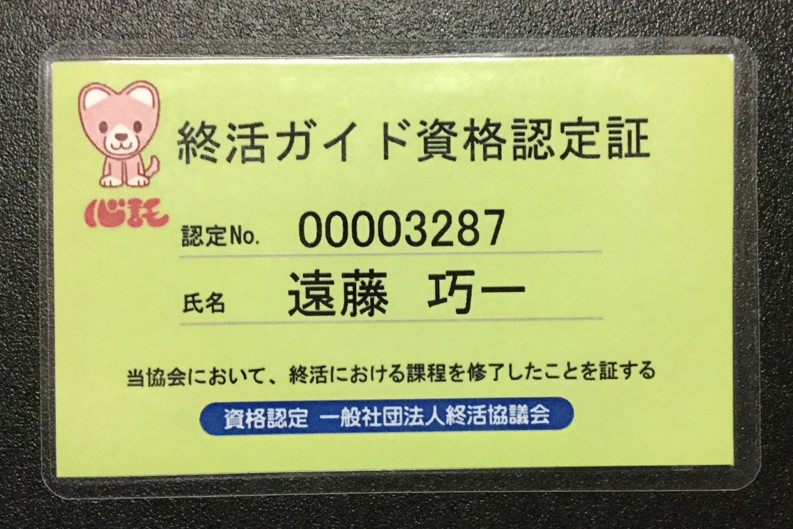 終活ガイド資格認定証
心託
認定No. 00003287
氏名 遠藤 巧一
当協会において、終活における課程を修了したことを証する
資格認定 一般社団法人終活協議会